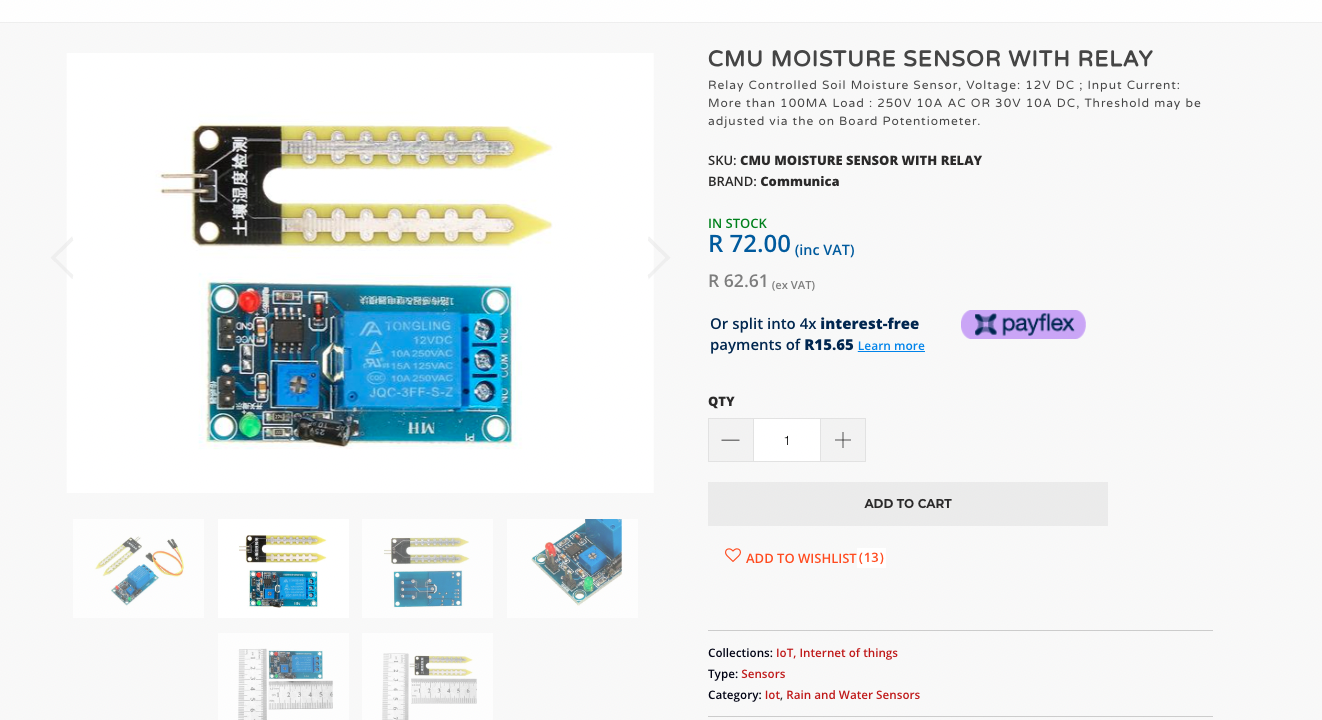 CMU MOISTURE SENSOR WITH RELAY
Relay Controlled Soil Moisture Sensor, Voltage: 12V DC ; Input Current:
More than 100MA Load : 250V 10A AC OR 30V 10A DC, Threshold may be
adjusted via the on Board Potentiometer.
SKU: CMU MOISTURE SENSOR WITH RELAY
BRAND: Communica
IN STOCK
R 72.00 (inc VAT)
R 62.61 (ex VAT)
Or split into 4x interest-free
payments of R15.65 Learn more
payflex
QTY
1
ADD TO CART
ADD TO WISHLIST (13)
Collections: IoT, Internet of things
Type: Sensors
Category: Iot, Rain and Water Sensors
土壤湿度检测
TONGLING
12VDC
10A 250VAC
15A 125VAC
10A 250VAC
JQC-3FF-S-Z
NC
COM
NO
GND
VCC
MH